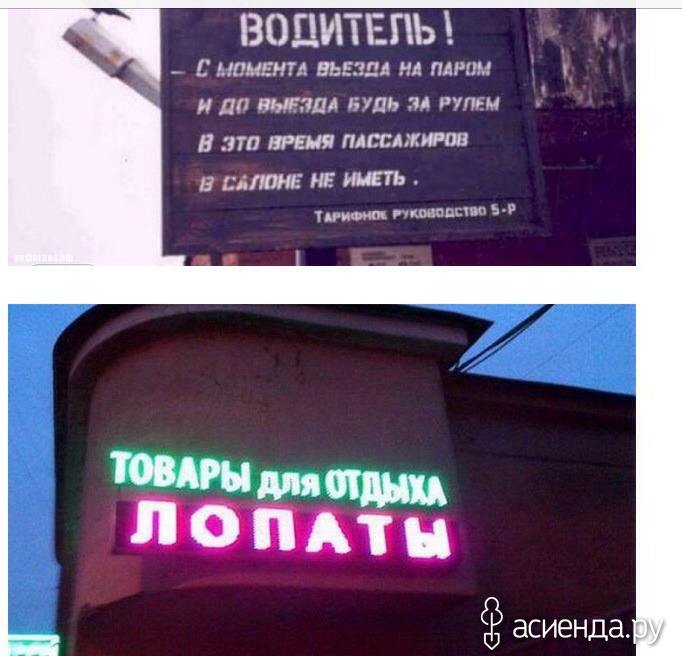 ВОДИТЕЛЬ!
– С МОМЕНТА ВЬЕЗДА НА ПАРОМ
И ДО ВЫЕЗДА БУДЬ ЗА РУЛЕМ
В ЭТО ВРЕМЯ ПАССАЖИРОВ
В САЛОНЕ НЕ ИМЕТЬ .
ТАРИФНОЕ РУКОВОДСТВО 5-Р
ТОВАРЫ для ОТДЫХА
ЛОПАТЫ
асиенда.ру